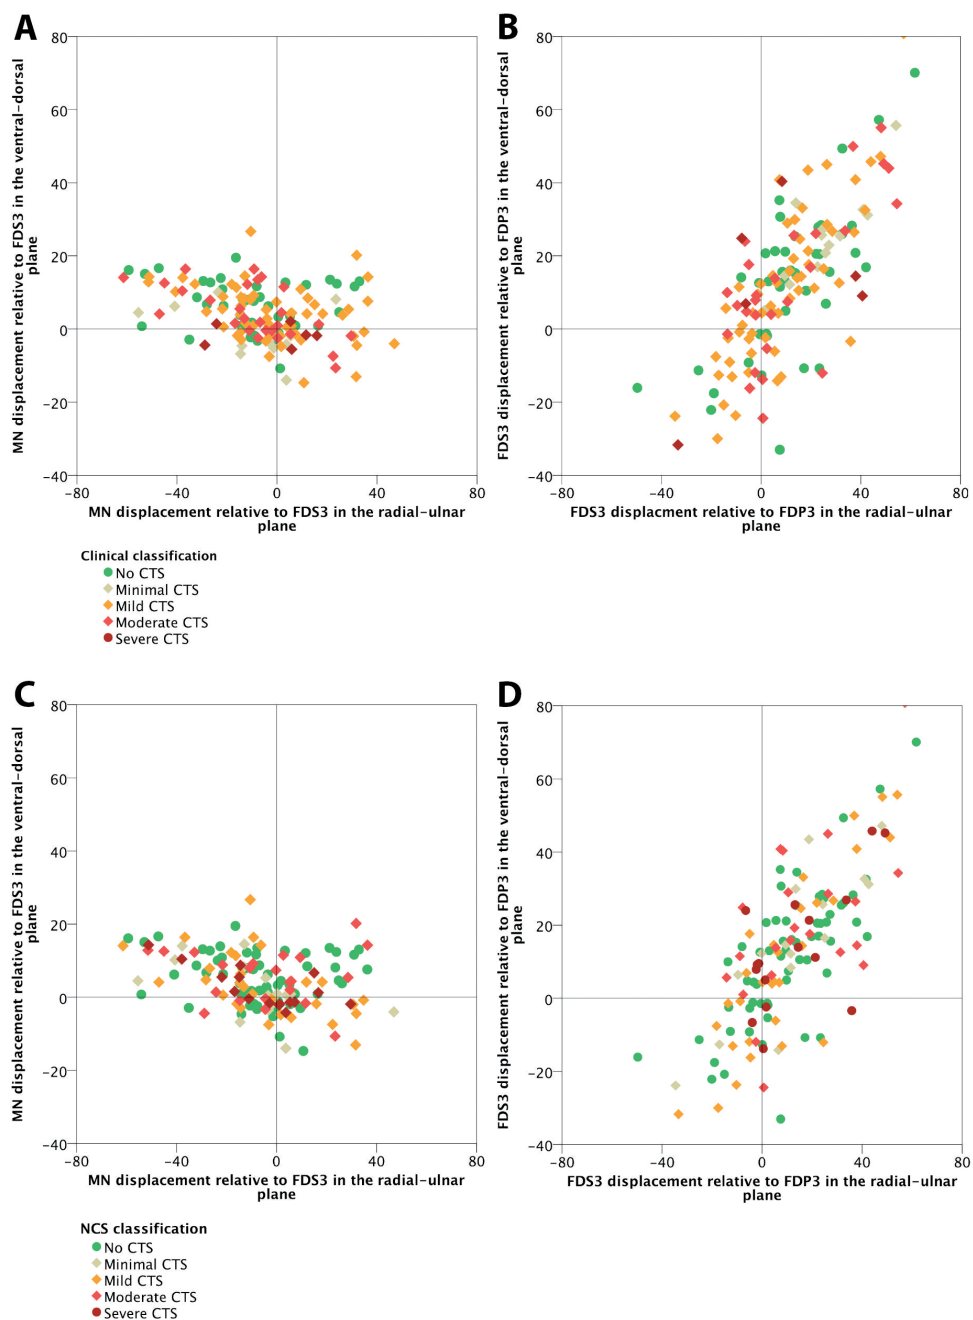 A
MN displacement relative to FDS3 in the ventral–dorsal
plane
80
60
40
20
0
−20
−40
−80
−40
0
40
80
MN displacement relative to FDS3 in the radial–ulnar
plane
B
FDS3 displacement relative to FDP3 in the ventral–dorsal
plane
80
60
40
20
0
−20
−40
−80
−40
0
40
80
FDS3 displacment relative to FDP3 in the radial–ulnar
plane
Clinical classification
No CTS
Minimal CTS
Mild CTS
Moderate CTS
Severe CTS
C
MN displacement relative to FDS3 in the ventral–dorsal
plane
80
60
40
20
0
−20
−40
−80
−40
0
40
80
MN displacement relative to FDS3 in the radial–ulnar
plane
D
FDS3 displacement relative to FDP3 in the ventral–dorsal
plane
80
60
40
20
0
−20
−40
−80
−40
0
40
80
FDS3 displacement relative to FDP3 in the radial–ulnar
plane
NCS classification
No CTS
Minimal CTS
Mild CTS
Moderate CTS
Severe CTS